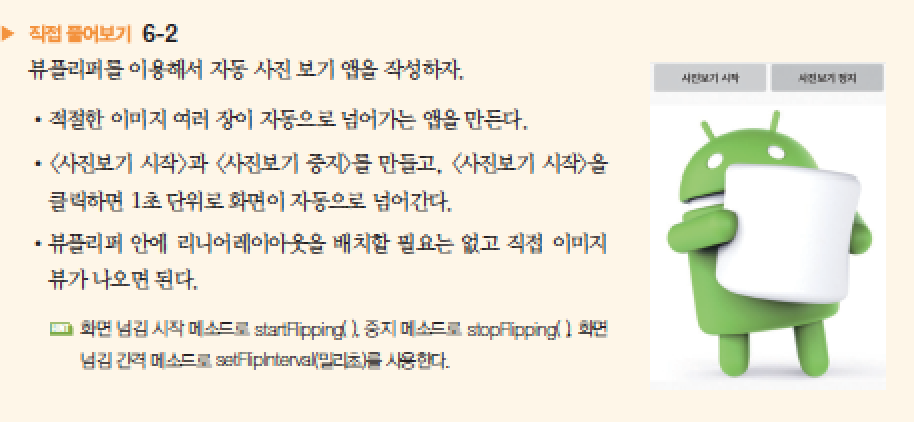 ▶ 직접 풀어보기 6-2
뷰플리퍼를 이용해서 자동 사진 보기 앱을 작성하자.
사진보기 시작 사진보기 정지
• 적절한 이미지 여러 장이 자동으로 넘어가는 앱을 만든다.
• 〈사진보기 시작〉과 〈사진보기 중지〉를 만들고, 〈사진보기 시작〉을
클릭하면 1초 단위로 화면이 자동으로 넘어간다.
• 뷰플리퍼 안에 리니어레이아웃을 배치할 필요는 없고 직접 이미지
뷰가 나오면 된다.
HINT 화면 넘김 시작 메소드로 startFlipping( ), 중지 메소드로 stopFlipping( ), 화면
넘김 간격 메소드로 setFlipInterval(밀리초)를 사용한다.